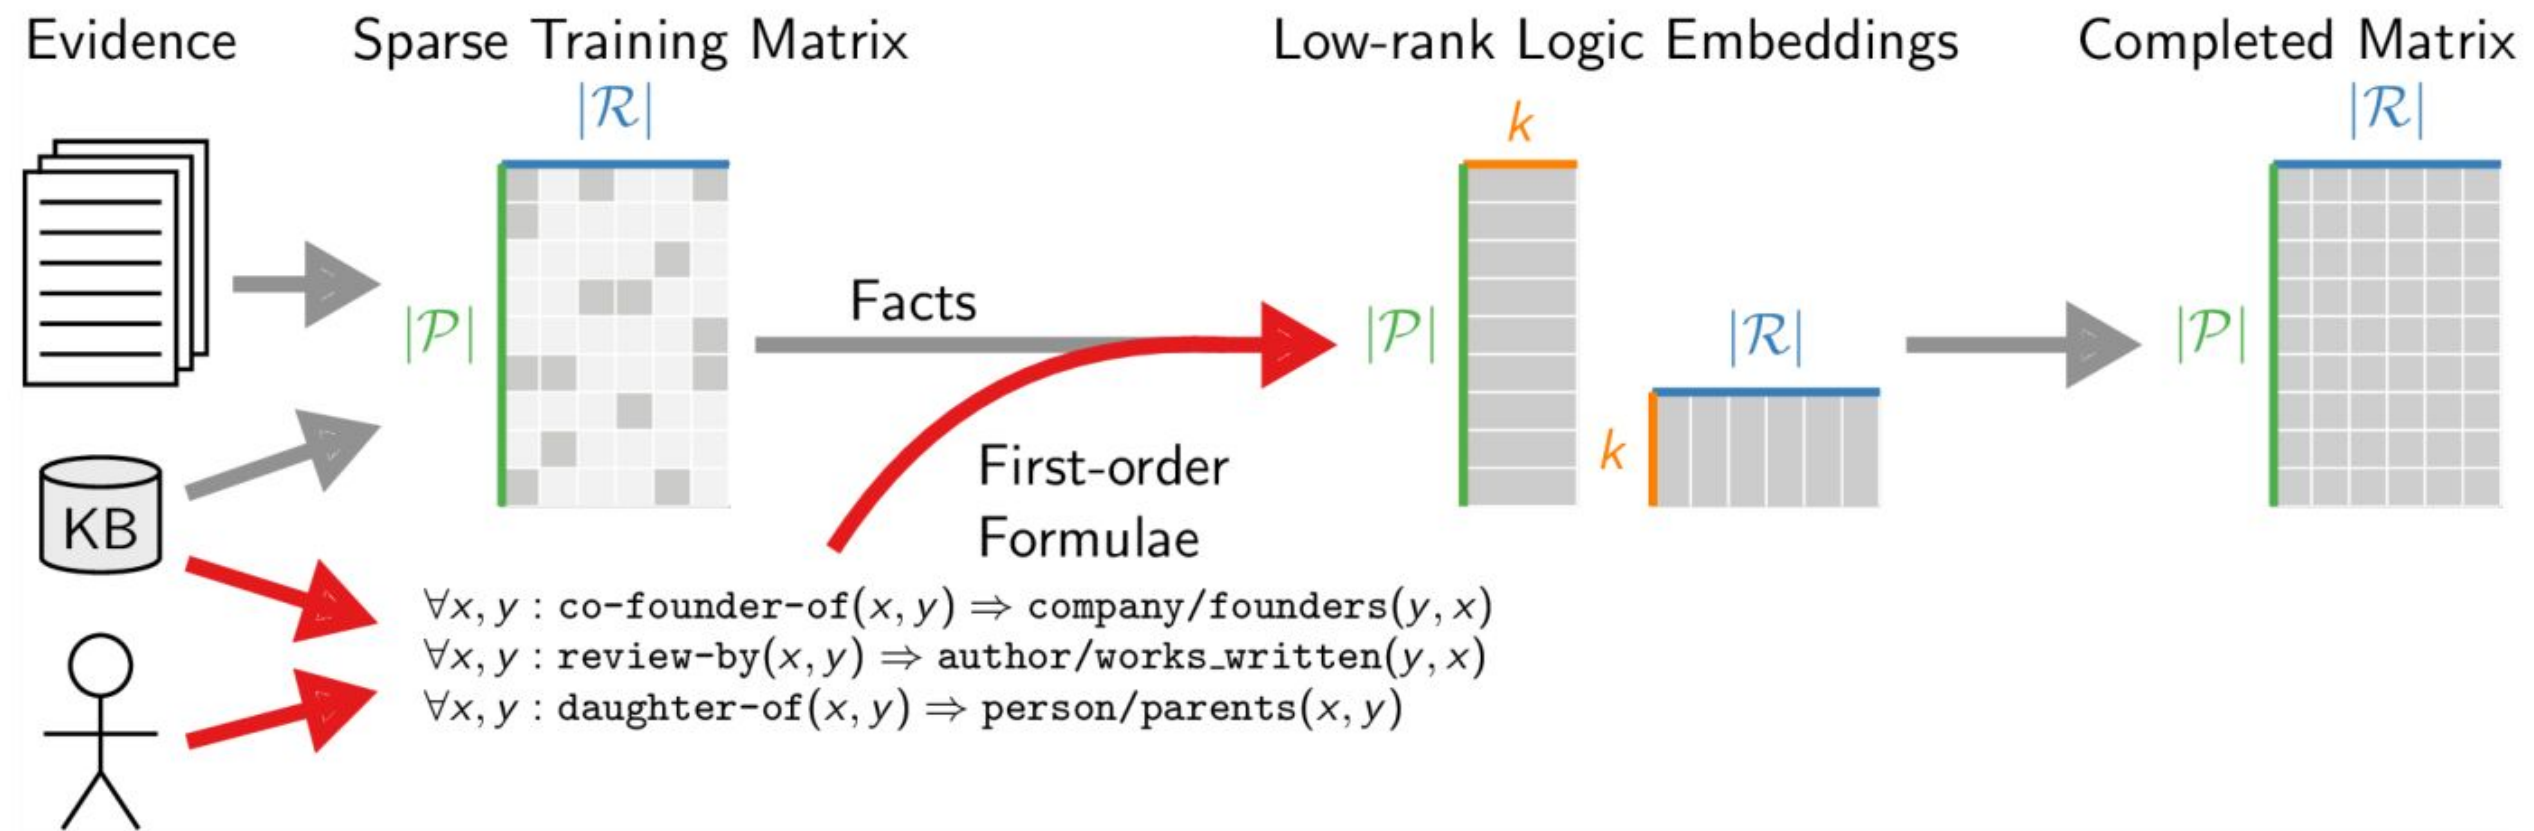 Evidence
Sparse Training Matrix
Low-rank Logic Embeddings
Completed Matrix
|𝓡|
k
|𝓡|
|𝓟|
Facts
|𝓟|
|𝓡|
|𝓟|
k
KB
First-order
Formulae
∀x, y : co-founder-of(x, y) ⇒ company/founders(y, x)
∀x, y : review-by(x, y) ⇒ author/works_written(y, x)
∀x, y : daughter-of(x, y) ⇒ person/parents(x, y)